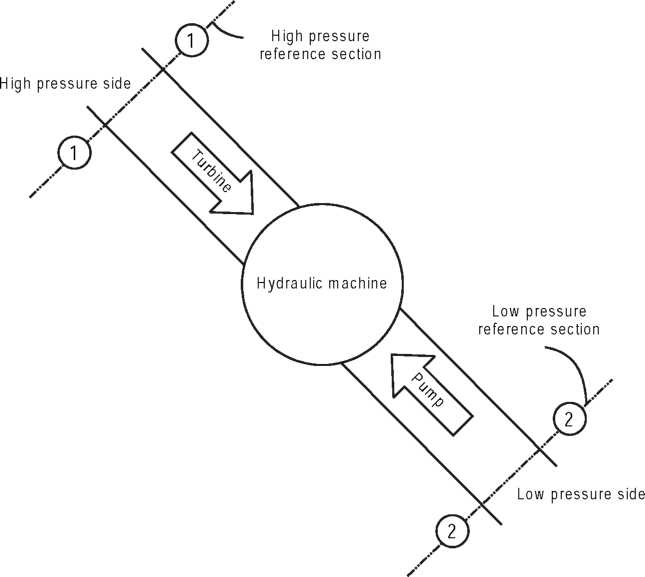 1
High pressure
reference section
High pressure side
1
Turbine
Hydraulic machine
Low pressure
reference section
Pump
2
Low pressure side
2